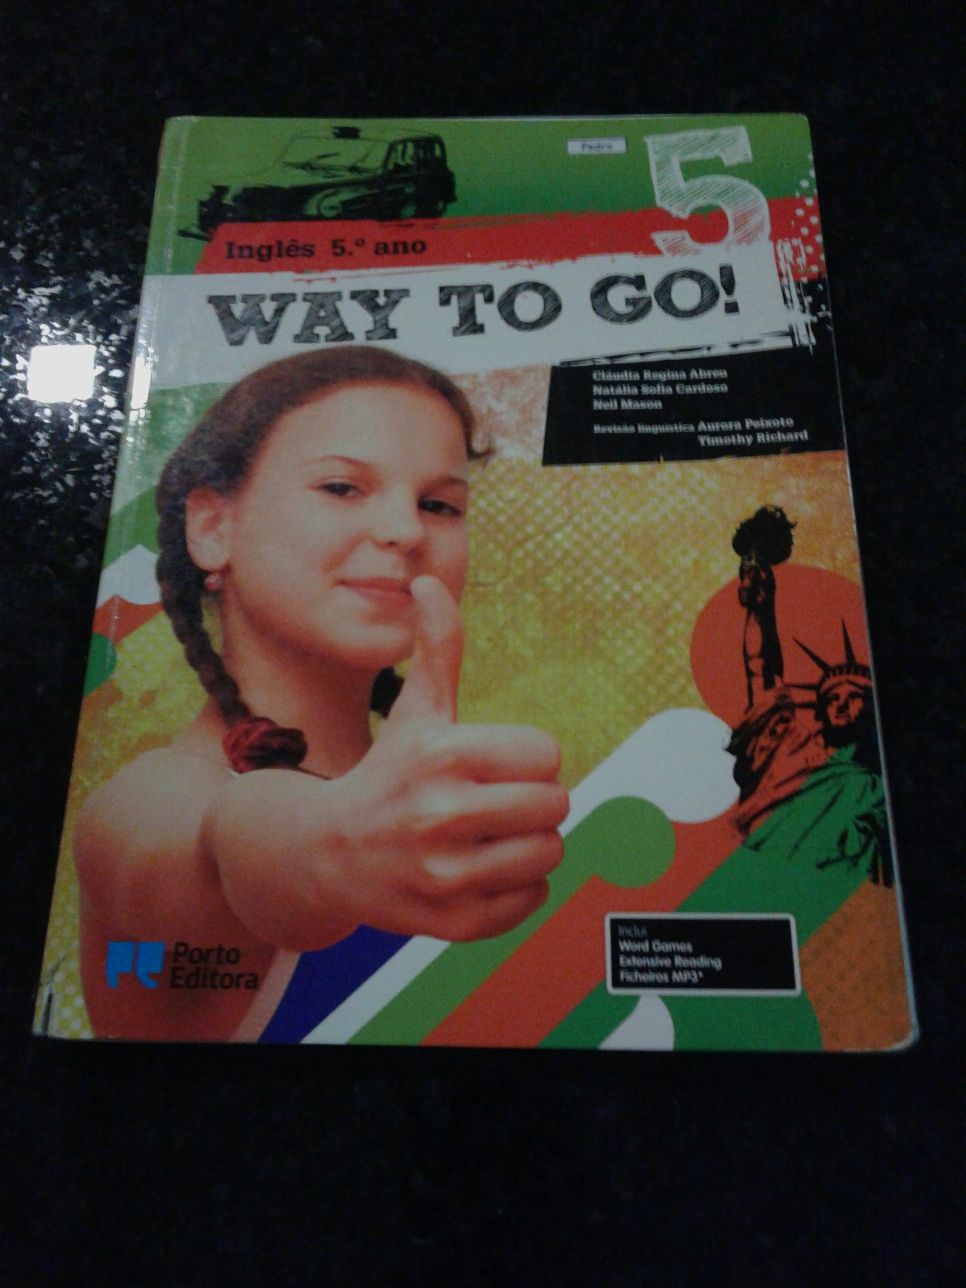 Pedro
5
Inglês 5.º ano
WAY TO GO!
Cláudia Regina Abreu
Natália Sofia Cardoso
Neil Mason
Revisão linguística Aurora Peixoto
Timothy Richard
Inclui
Word Games
Extensive Reading
Ficheiros MP3*
Porto
Editora